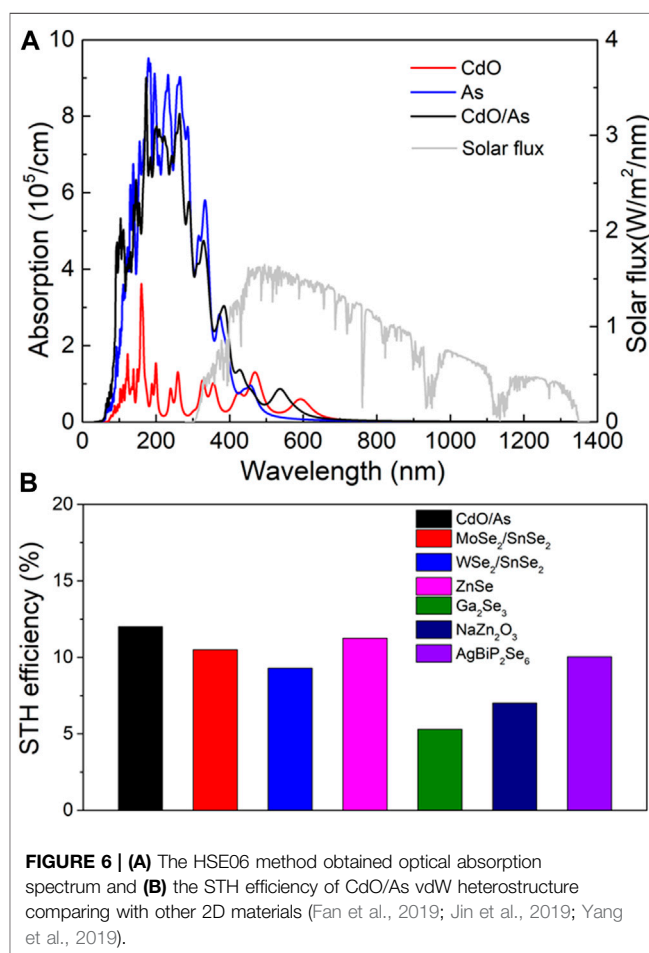 A
10
8
6
4
2
0
Absorption (10⁵/cm)
CdO
As
CdO/As
Solar flux
4
3
2
1
0
Solar flux(W/m²/nm)
0 200 400 600 800 1000 1200 1400
Wavelength (nm)
B
20
15
10
5
0
STH efficiency (%)
CdO/As
MoSe₂/SnSe₂
WSe₂/SnSe₂
ZnSe
Ga₂Se₃
NaZn₂O₃
AgBiP₂Se₆
FIGURE 6 | (A) The HSE06 method obtained optical absorption
spectrum and (B) the STH efficiency of CdO/As vdW heterostructure
comparing with other 2D materials (Fan et al., 2019; Jin et al., 2019; Yang
et al., 2019).